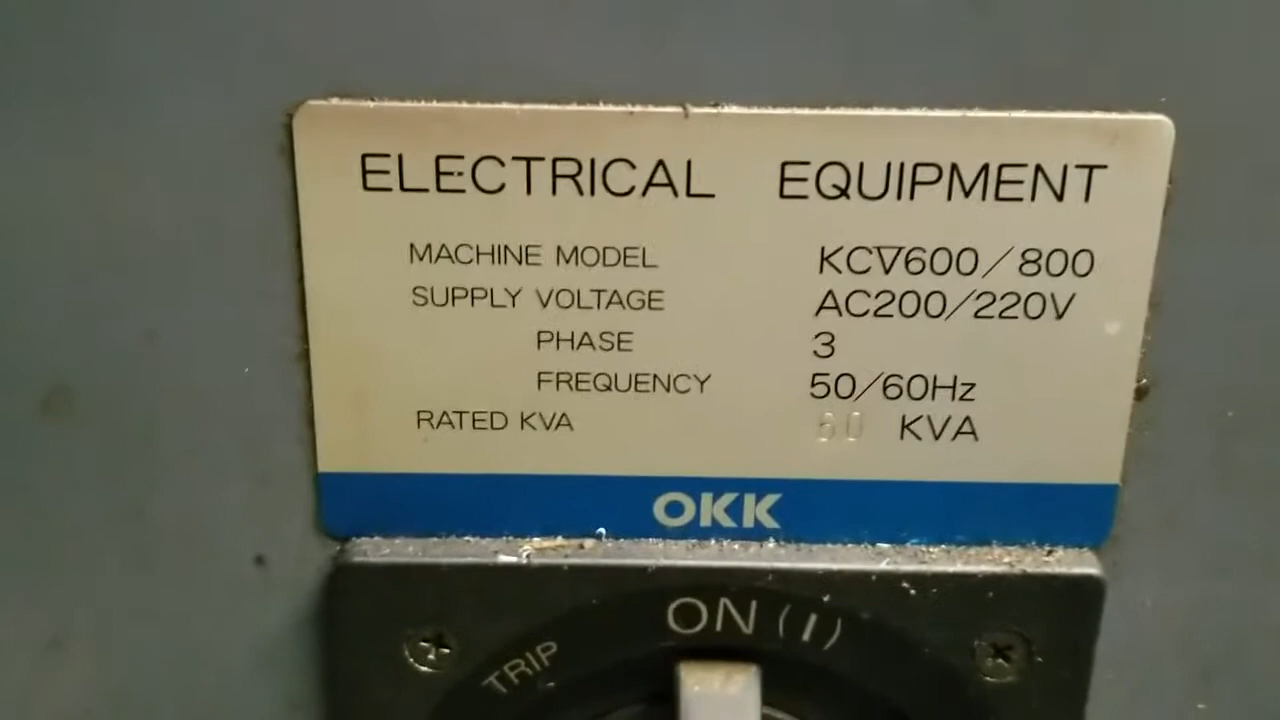 ELECTRICAL EQUIPMENT
MACHINE MODEL KCV600/800
SUPPLY VOLTAGE AC200/220V
PHASE 3
FREQUENCY 50/60Hz
RATED KVA 60 KVA
OKK
ON (I)
TRIP